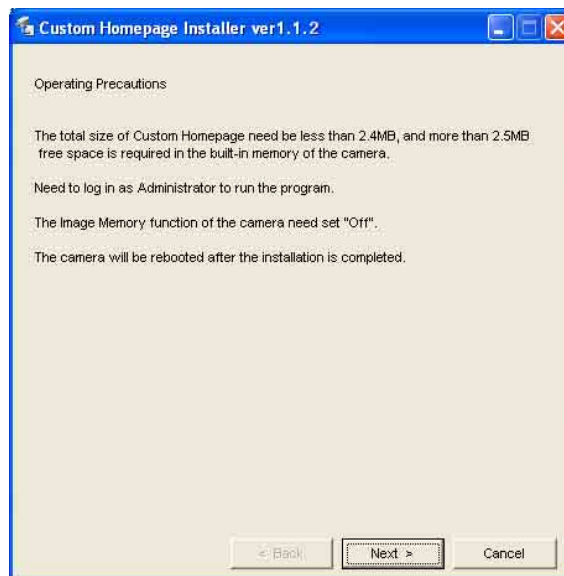 Custom Homepage Installer ver1.1.2
Operating Precautions
The total size of Custom Homepage need be less than 2.4MB, and more than 2.5MB
free space is required in the built-in memory of the camera.
Need to log in as Administrator to run the program.
The Image Memory function of the camera need set "Off".
The camera will be rebooted after the installation is completed.
< Back
Next >
Cancel